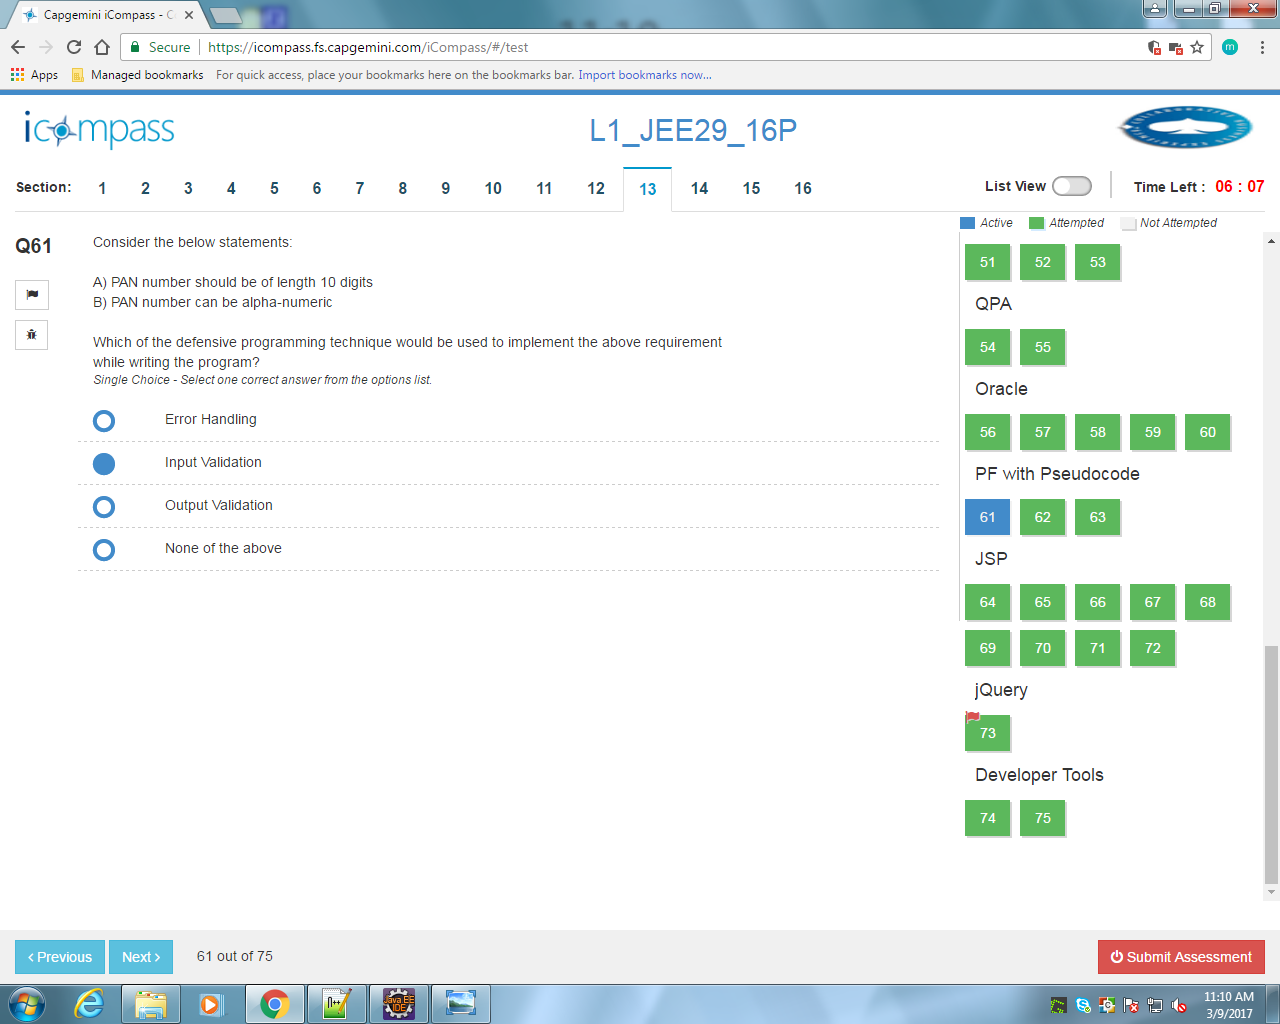 Capgemini iCompass - C
Secure https://icompass.fs.capgemini.com/iCompass/#/test
m
Apps Managed bookmarks For quick access, place your bookmarks here on the bookmarks bar. Import bookmarks now...
icompass
L1_JEE29_16P
Section: 1 2 3 4 5 6 7 8 9 10 11 12 13 14 15 16
List View Time Left : 06 : 07
Active Attempted Not Attempted
Q61
Consider the below statements:
A) PAN number should be of length 10 digits
B) PAN number can be alpha-numeric
Which of the defensive programming technique would be used to implement the above requirement
while writing the program?
Single Choice - Select one correct answer from the options list.
Error Handling
Input Validation
Output Validation
None of the above
51 52 53
QPA
54 55
Oracle
56 57 58 59 60
PF with Pseudocode
61 62 63
JSP
64 65 66 67 68
69 70 71 72
jQuery
73
Developer Tools
74 75
Previous Next 61 out of 75
Submit Assessment
Java EE
IDE
11:10 AM
3/9/2017